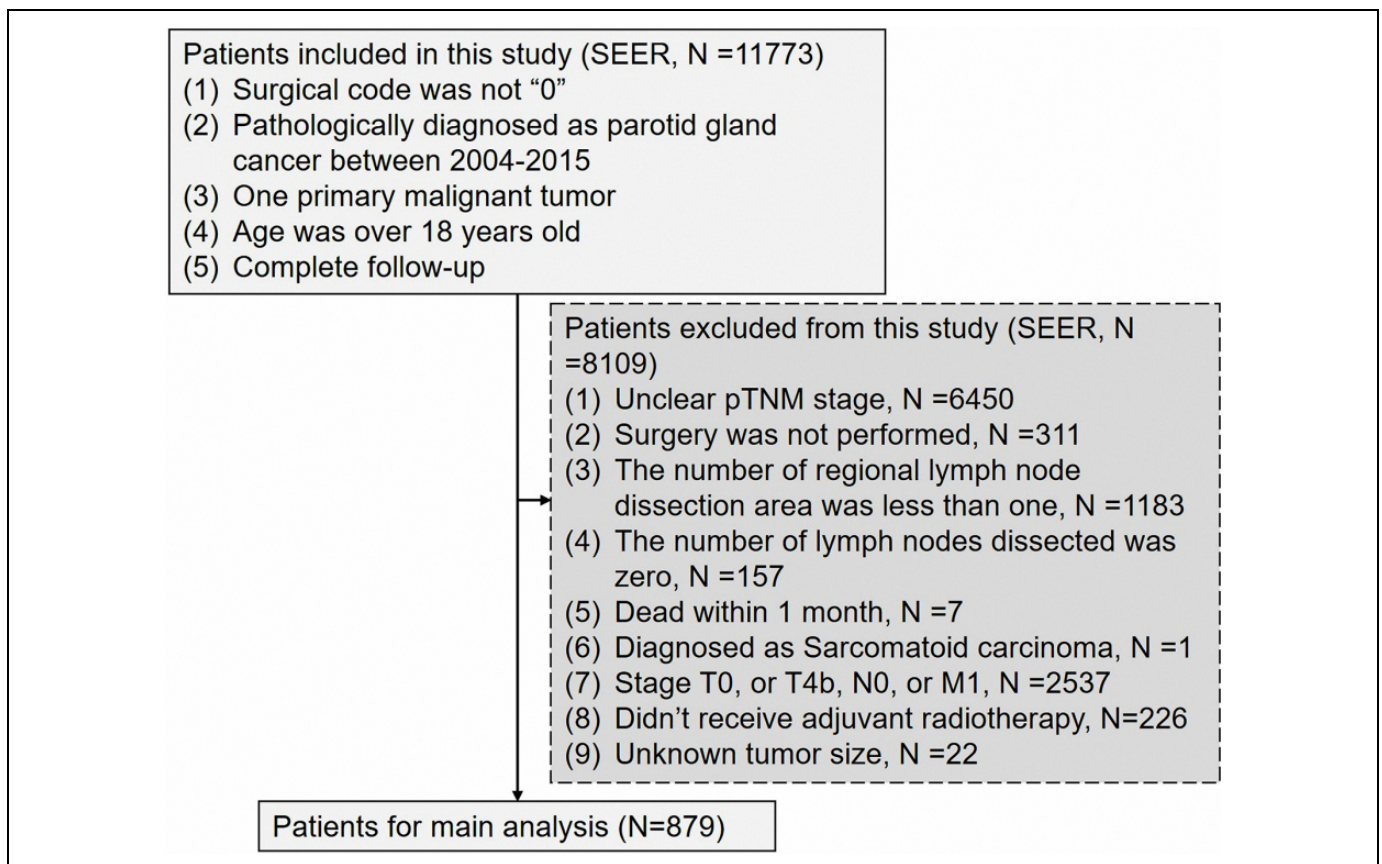 Patients included in this study (SEER, N =11773)
(1) Surgical code was not “0”
(2) Pathologically diagnosed as parotid gland
cancer between 2004-2015
(3) One primary malignant tumor
(4) Age was over 18 years old
(5) Complete follow-up
Patients excluded from this study (SEER, N
=8109)
(1) Unclear pTNM stage, N =6450
(2) Surgery was not performed, N =311
(3) The number of regional lymph node
dissection area was less than one, N =1183
(4) The number of lymph nodes dissected was
zero, N =157
(5) Dead within 1 month, N =7
(6) Diagnosed as Sarcomatoid carcinoma, N =1
(7) Stage T0, or T4b, N0, or M1, N =2537
(8) Didn’t receive adjuvant radiotherapy, N=226
(9) Unknown tumor size, N =22
Patients for main analysis (N=879)